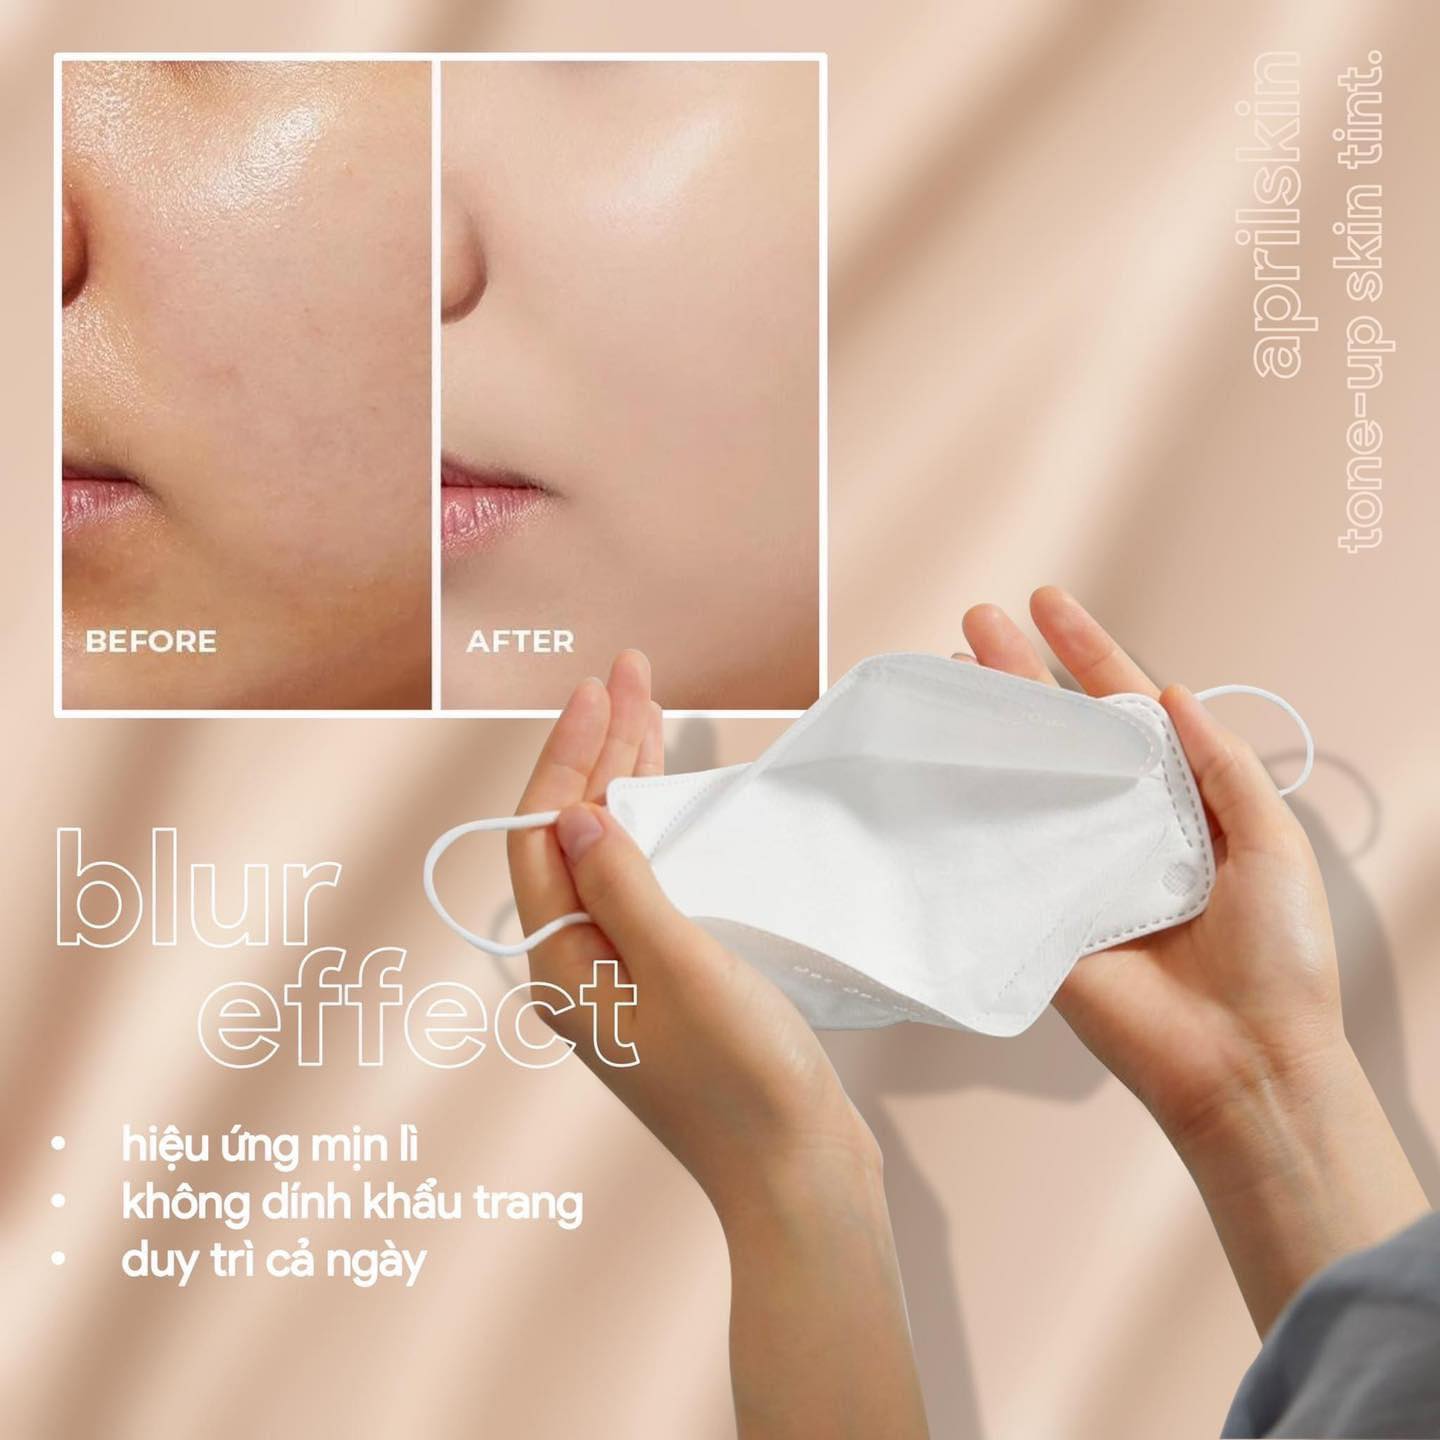 aprilskin
tone-up skin tint.
BEFORE
AFTER
blur
effect
• hiệu ứng mịn lì
• không dính khẩu trang
• duy trì cả ngày